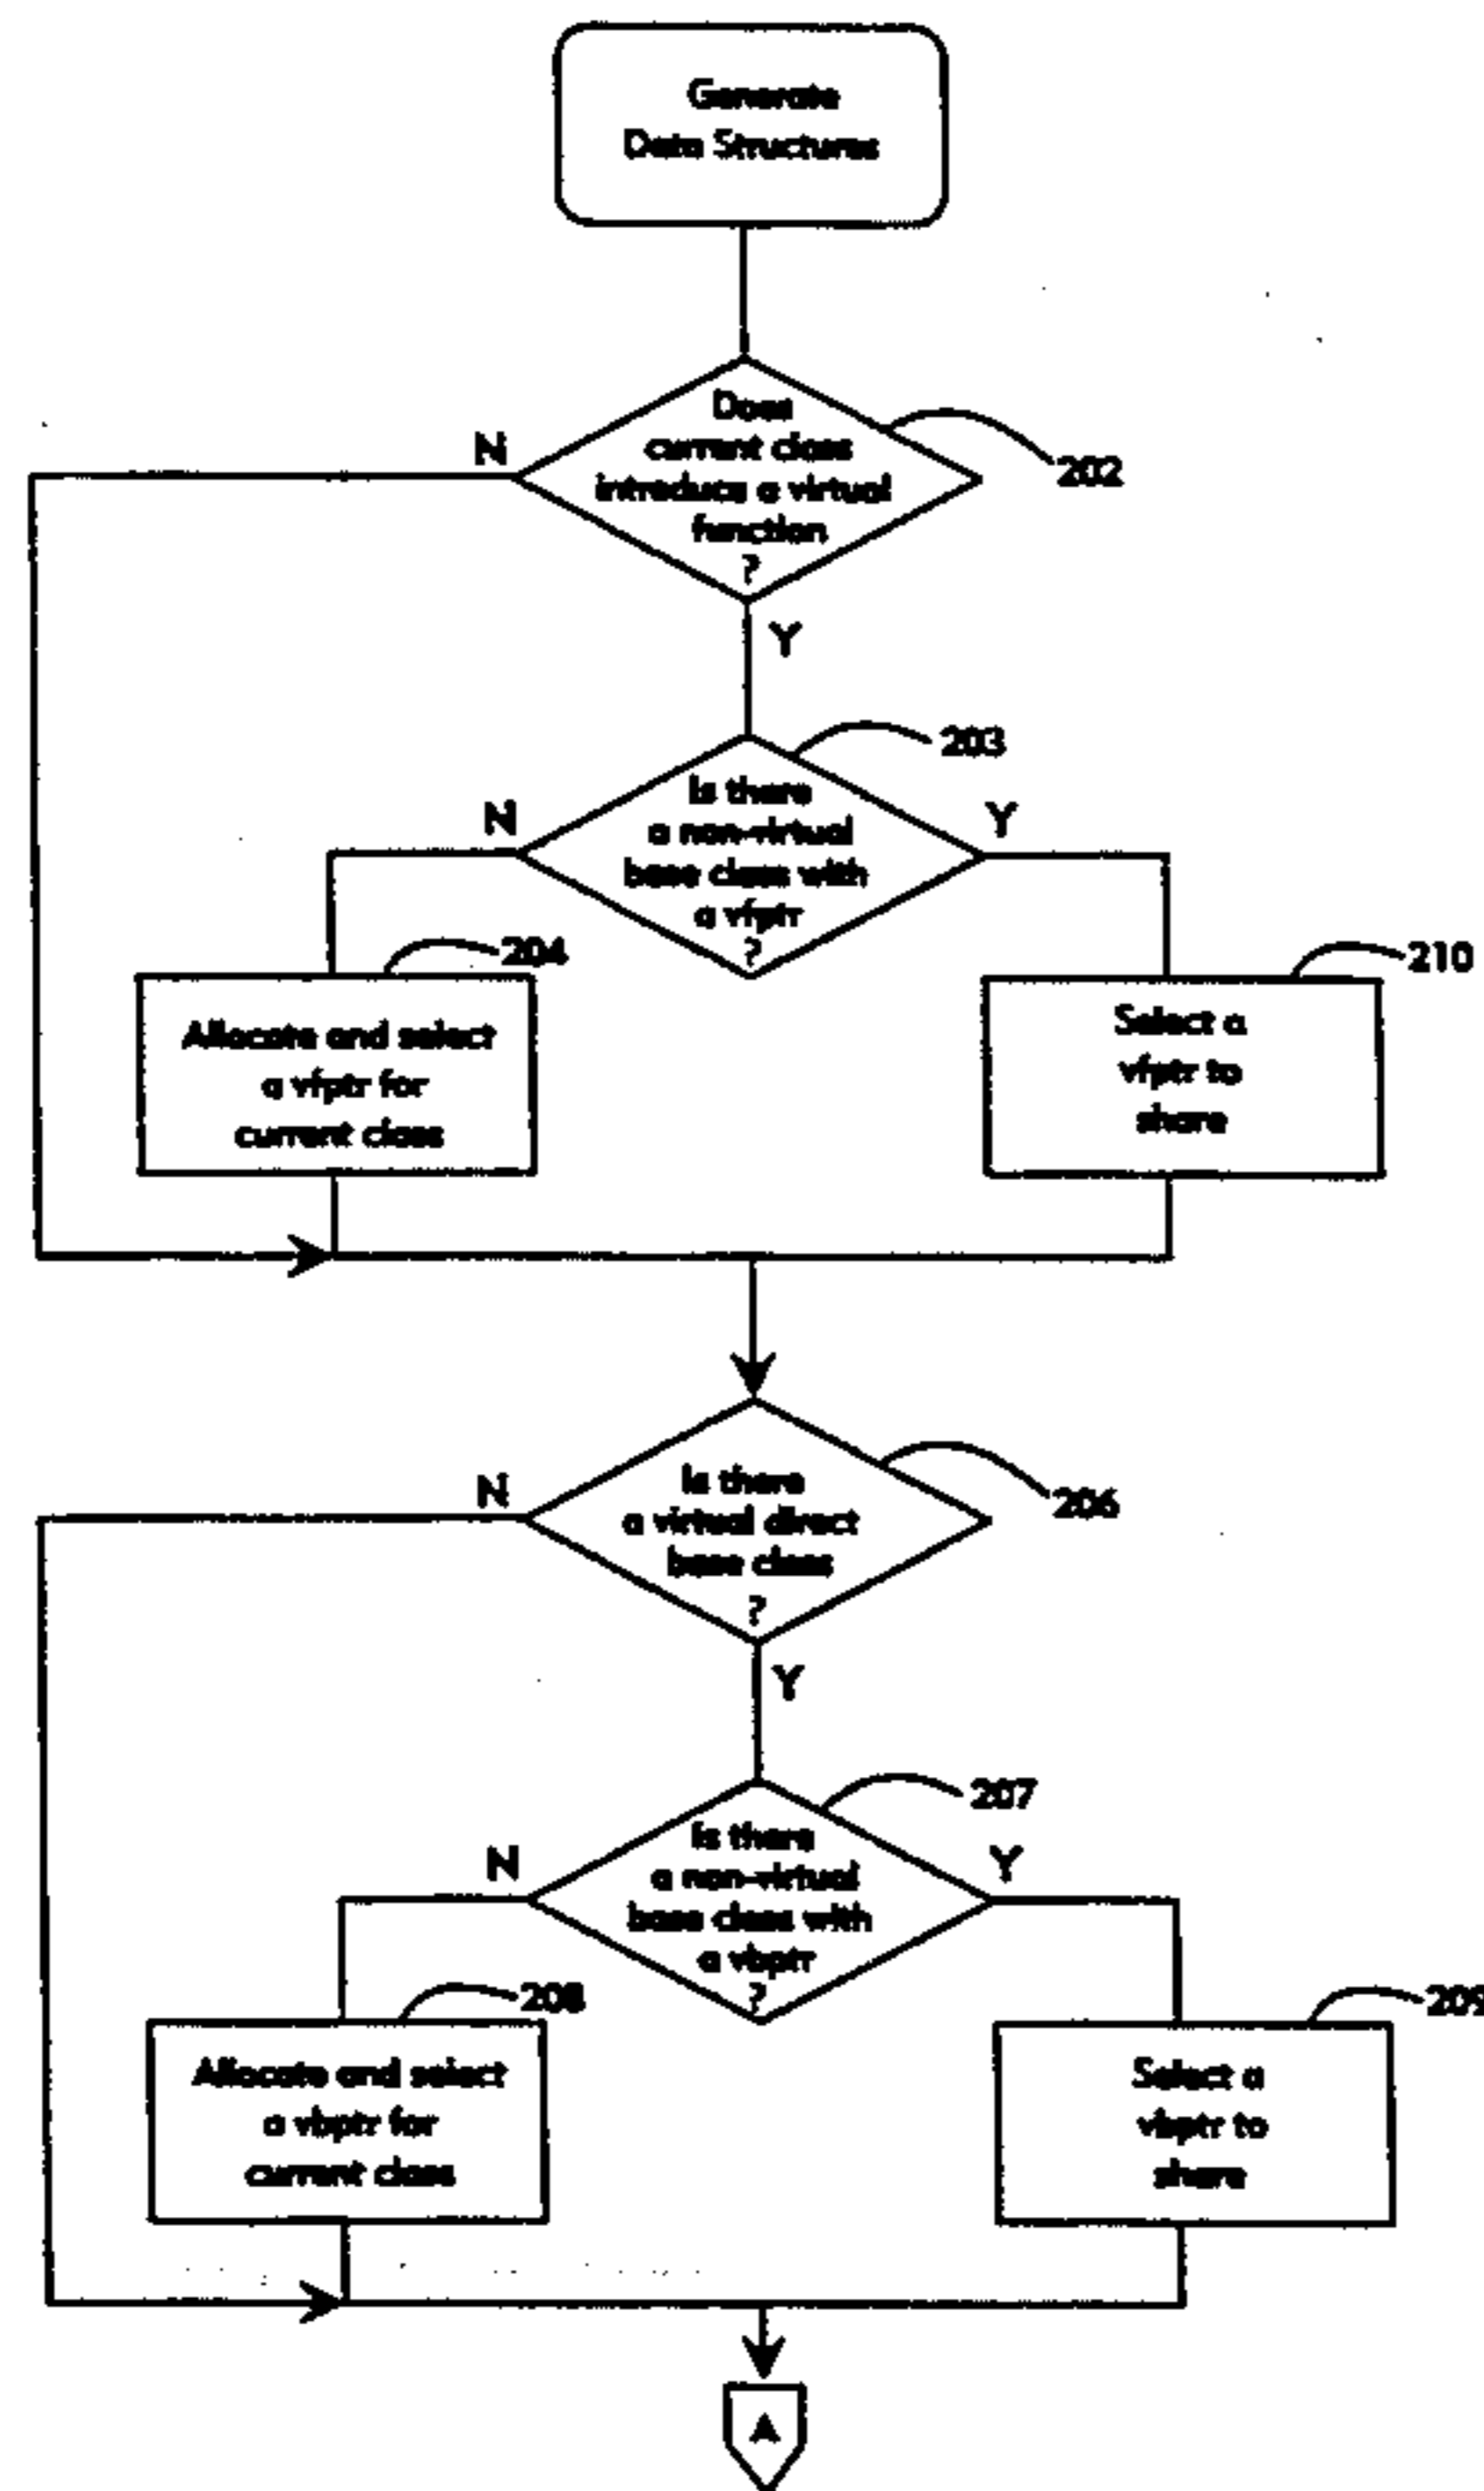 Generate
Data Structures
Does
current class
introduce a virtual
function
?
202
N
Y
Is there
a non-virtual
base class with
a vfptr
?
203
N
Y
204
Allocate and select
a vfptr for
current class
210
Select a
vfptr to
share
Is there
a virtual direct
base class
?
206
N
Y
Is there
a non-virtual
base class with
a vbptr
?
207
N
Y
208
Allocate and select
a vbptr for
current class
209
Select a
vbptr to
share
A